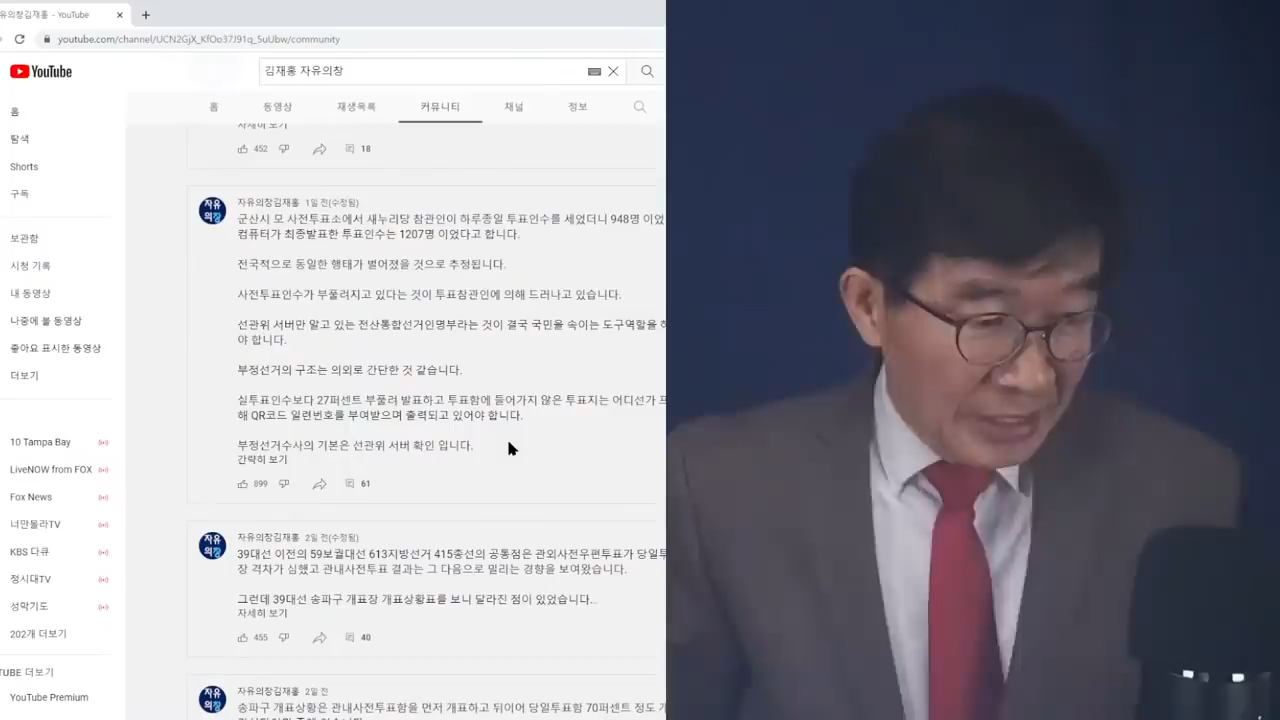 유의창김재홍 - YouTube
youtube.com/channel/UCN2GjX_KfOo37J91q_5uUbw/community
YouTube
김재홍 자유의창
홈
동영상
재생목록
커뮤니티
채널
정보
홈
탐색
Shorts
구독
보관함
시청 기록
내 동영상
나중에 볼 동영상
좋아요 표시한 동영상
더보기
10 Tampa Bay
LiveNOW from FOX
Fox News
너만몰라TV
KBS 다큐
정시대TV
성막기도
202개 더보기
TUBE 더보기
YouTube Premium
자세히 보기
452
18
자유의창
자유의창김재홍 1일 전(수정됨)
군산시 모 사전투표소에서 새누리당 참관인이 하루종일 투표인수를 세었더니 948명 이었
컴퓨터가 최종발표한 투표인수는 1207명 이었다고 합니다.
전국적으로 동일한 행태가 벌어졌을 것으로 추정됩니다.
사전투표인수가 부풀려지고 있다는 것이 투표참관인에 의해 드러나고 있습니다.
선관위 서버만 알고 있는 전산통합선거인명부라는 것이 결국 국민을 속이는 도구역할을 하
야 합니다.
부정선거의 구조는 의외로 간단한 것 같습니다.
실투표인수보다 27퍼센트 부풀려 발표하고 투표함에 들어가지 않은 투표지는 어디선가 프
해 QR코드 일련번호를 부여받으며 출력되고 있어야 합니다.
부정선거수사의 기본은 선관위 서버 확인 입니다.
간략히 보기
899
61
자유의창
자유의창김재홍 2일 전(수정됨)
39대선 이전의 59보궐대선 613지방선거 415총선의 공통점은 관외사전우편투표가 당일투
장 격차가 심했고 관내사전투표 결과는 그 다음으로 밀리는 경향을 보여왔습니다.
그런데 39대선 송파구 개표장 개표상황표를 보니 달라진 점이 있었습니다...
자세히 보기
455
40
자유의창
자유의창김재홍 2일 전
송파구 개표상황은 관내사전투표함을 먼저 개표하고 뒤이어 당일투표함 70퍼센트 정도 개